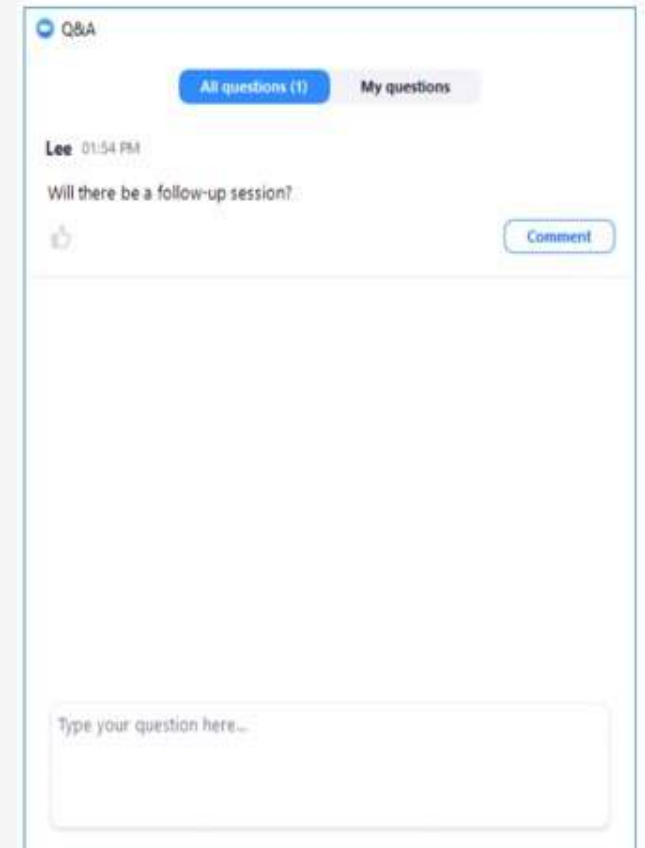 Q&A
All questions (1) My questions
Lee 01:54 PM
Will there be a follow-up session?
Comment
Type your question here...